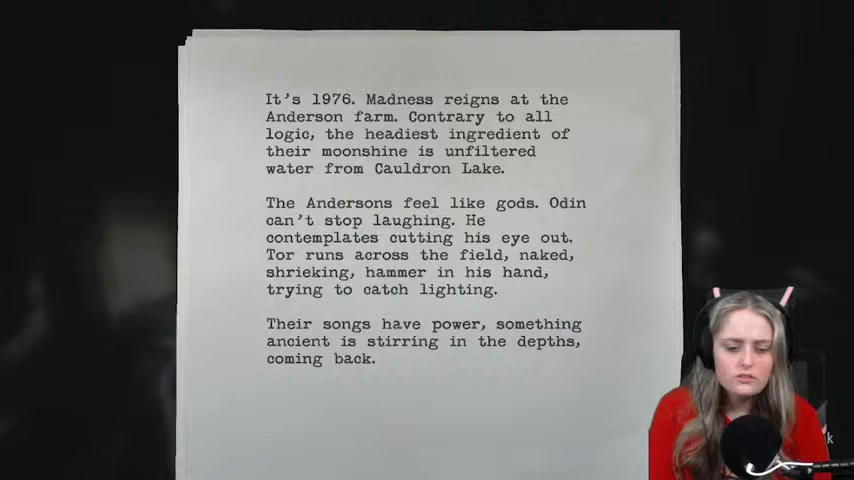 It's 1976. Madness reigns at the
Anderson farm. Contrary to all
logic, the headiest ingredient of
their moonshine is unfiltered
water from Cauldron Lake.
The Andersons feel like gods. Odin
can't stop laughing. He
contemplates cutting his eye out.
Tor runs across the field, naked,
shrieking, hammer in his hand,
trying to catch lighting.
Their songs have power, something
ancient is stirring in the depths,
coming back.